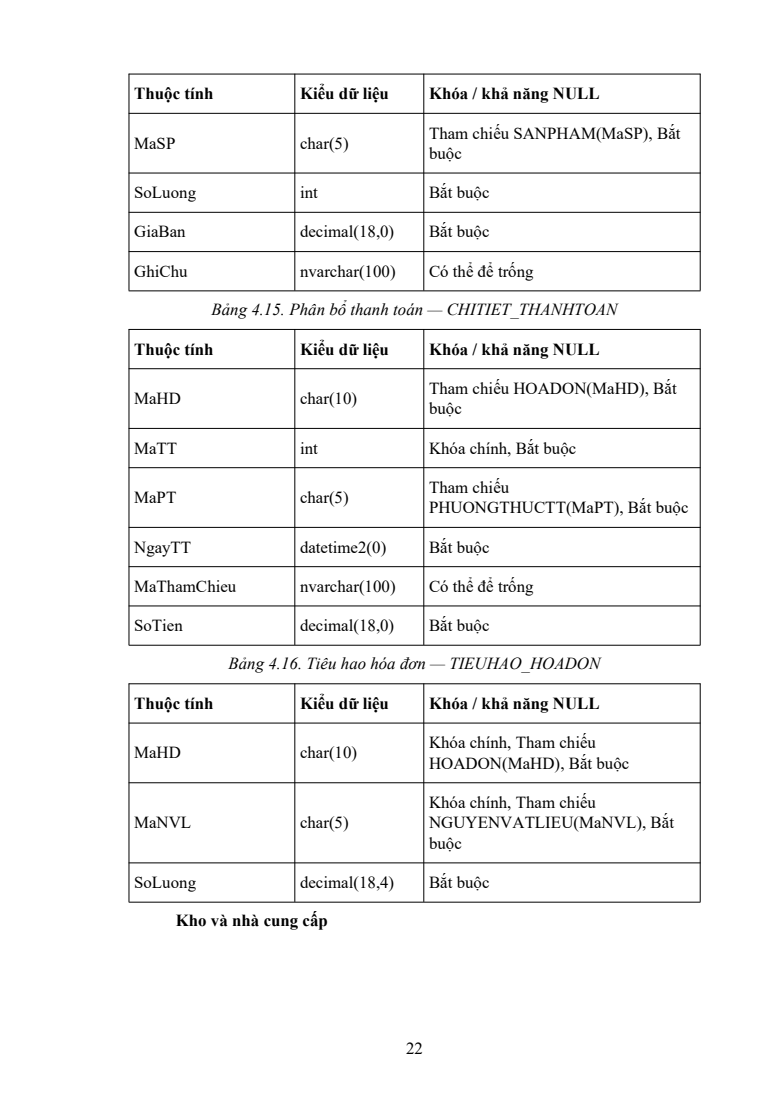 Thuộc tính Kiểu dữ liệu Khóa / khả năng NULL
MaSP char(5) Tham chiếu SANPHAM(MaSP), Bắt
buộc
SoLuong int Bắt buộc
GiaBan decimal(18,0) Bắt buộc
GhiChu nvarchar(100) Có thể để trống
Bảng 4.15. Phân bổ thanh toán — CHITIET_THANHTOAN
Thuộc tính Kiểu dữ liệu Khóa / khả năng NULL
MaHD char(10) Tham chiếu HOADON(MaHD), Bắt
buộc
MaTT int Khóa chính, Bắt buộc
MaPT char(5) Tham chiếu
PHUONGTHUCTT(MaPT), Bắt buộc
NgayTT datetime2(0) Bắt buộc
MaThamChieu nvarchar(100) Có thể để trống
SoTien decimal(18,0) Bắt buộc
Bảng 4.16. Tiêu hao hóa đơn — TIEUHAO_HOADON
Thuộc tính Kiểu dữ liệu Khóa / khả năng NULL
MaHD char(10) Khóa chính, Tham chiếu
HOADON(MaHD), Bắt buộc
MaNVL char(5) Khóa chính, Tham chiếu
NGUYENVATLIEU(MaNVL), Bắt
buộc
SoLuong decimal(18,4) Bắt buộc
Kho và nhà cung cấp
22